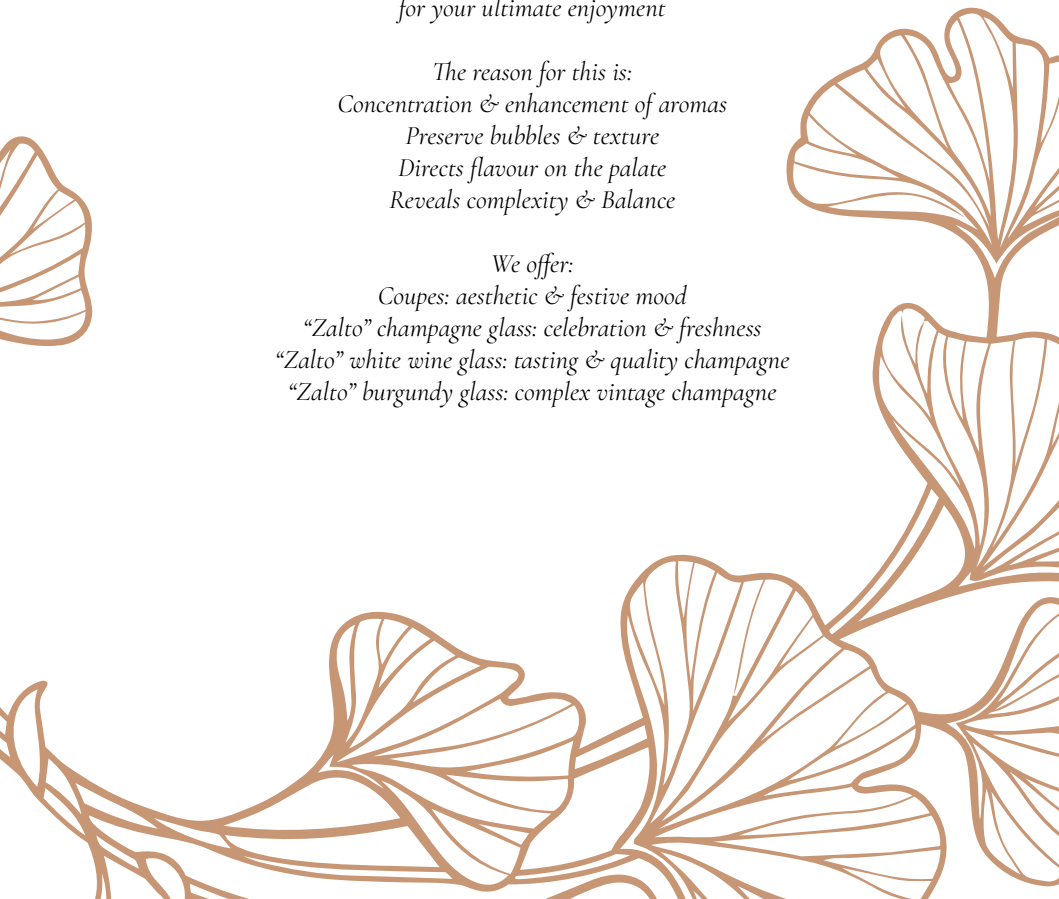 for your ultimate enjoyment
The reason for this is:
Concentration & enhancement of aromas
Preserve bubbles & texture
Directs flavour on the palate
Reveals complexity & Balance
We offer:
Coupes: aesthetic & festive mood
“Zalto” champagne glass: celebration & freshness
“Zalto” white wine glass: tasting & quality champagne
“Zalto” burgundy glass: complex vintage champagne